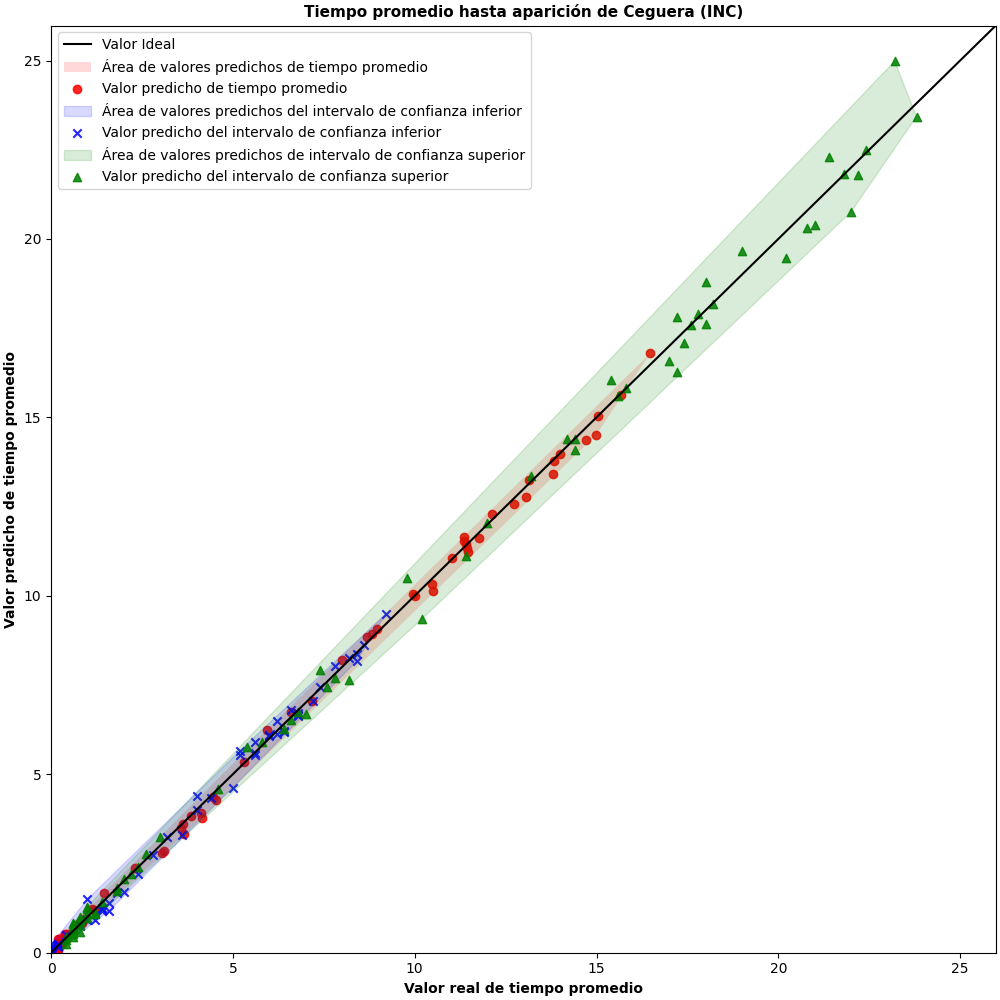 Tiempo promedio hasta aparición de Ceguera (INC)
Valor Ideal
Área de valores predichos de tiempo promedio
Valor predicho de tiempo promedio
Área de valores predichos del intervalo de confianza inferior
Valor predicho del intervalo de confianza inferior
Área de valores predichos de intervalo de confianza superior
Valor predicho del intervalo de confianza superior
Valor predicho de tiempo promedio
25
20
15
10
5
0
0 5 10 15 20 25
Valor real de tiempo promedio